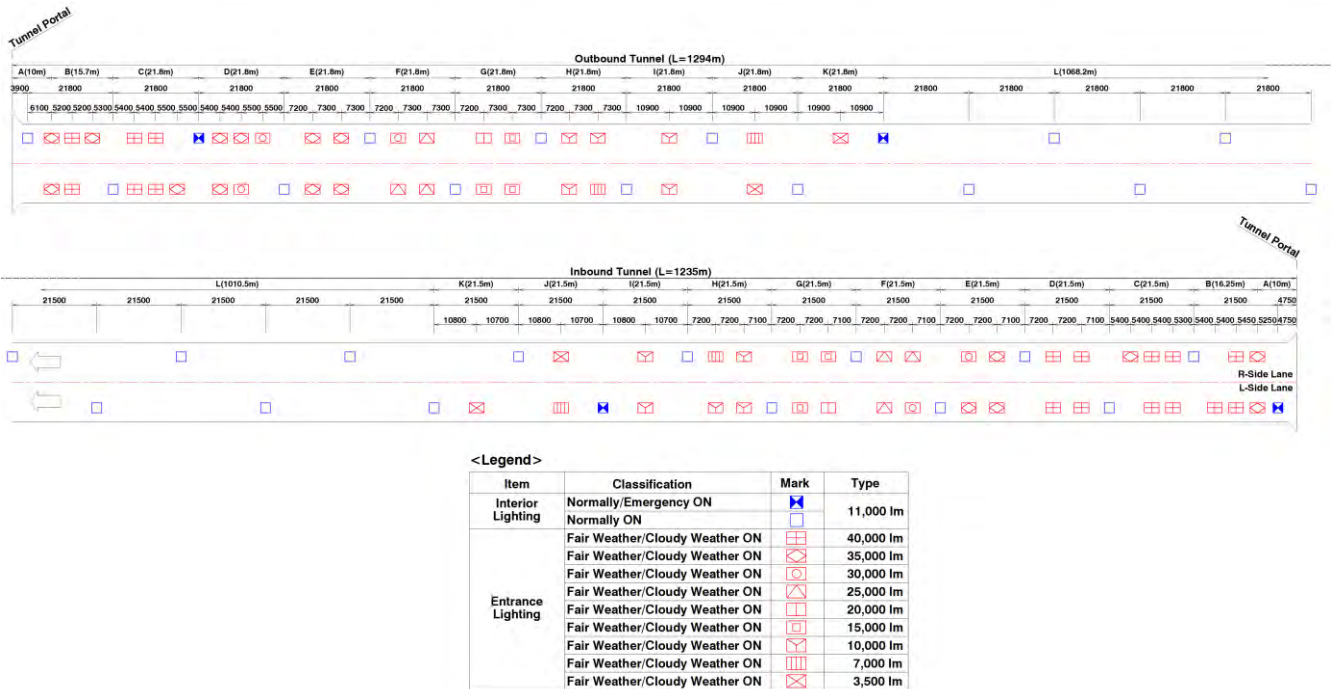 Tunnel Portal
Outbound Tunnel (L=1294m)
A(10m) B(15.7m) C(21.8m) D(21.8m) E(21.8m) F(21.8m) G(21.8m) H(21.8m) I(21.8m) J(21.8m) K(21.8m) L(1068.2m)
3900 21800 21800 21800 21800 21800 21800 21800 21800 21800 21800 21800 21800 21800 21800 21800
6100 5200 5200 5300 5400 5400 5500 5500 5400 5400 5500 5500 7200 7300 7300 7200 7300 7300 7200 7300 7300 7200 7300 7300 10900 10900 10900 10900 10900 10900
Tunnel Portal
Inbound Tunnel (L=1235m)
L(1010.5m) K(21.5m) J(21.5m) I(21.5m) H(21.5m) G(21.5m) F(21.5m) E(21.5m) D(21.5m) C(21.5m) B(16.25m) A(10m)
21500 21500 21500 21500 21500 21500 21500 21500 21500 21500 21500 21500 21500 21500 21500 4750
10800 10700 10800 10700 10800 10700 7200 7200 7100 7200 7200 7100 7200 7200 7100 7200 7200 7100 7200 7200 7100 5400 5400 5400 5300 5400 5400 5450 5250 4750
R-Side Lane
L-Side Lane
<Legend>
Item Classification Mark Type
Interior Lighting
Normally/Emergency ON
11,000 lm
Normally ON
Entrance Lighting
Fair Weather/Cloudy Weather ON 40,000 lm
Fair Weather/Cloudy Weather ON 35,000 lm
Fair Weather/Cloudy Weather ON 30,000 lm
Fair Weather/Cloudy Weather ON 25,000 lm
Fair Weather/Cloudy Weather ON 20,000 lm
Fair Weather/Cloudy Weather ON 15,000 lm
Fair Weather/Cloudy Weather ON 10,000 lm
Fair Weather/Cloudy Weather ON 7,000 lm
Fair Weather/Cloudy Weather ON 3,500 lm